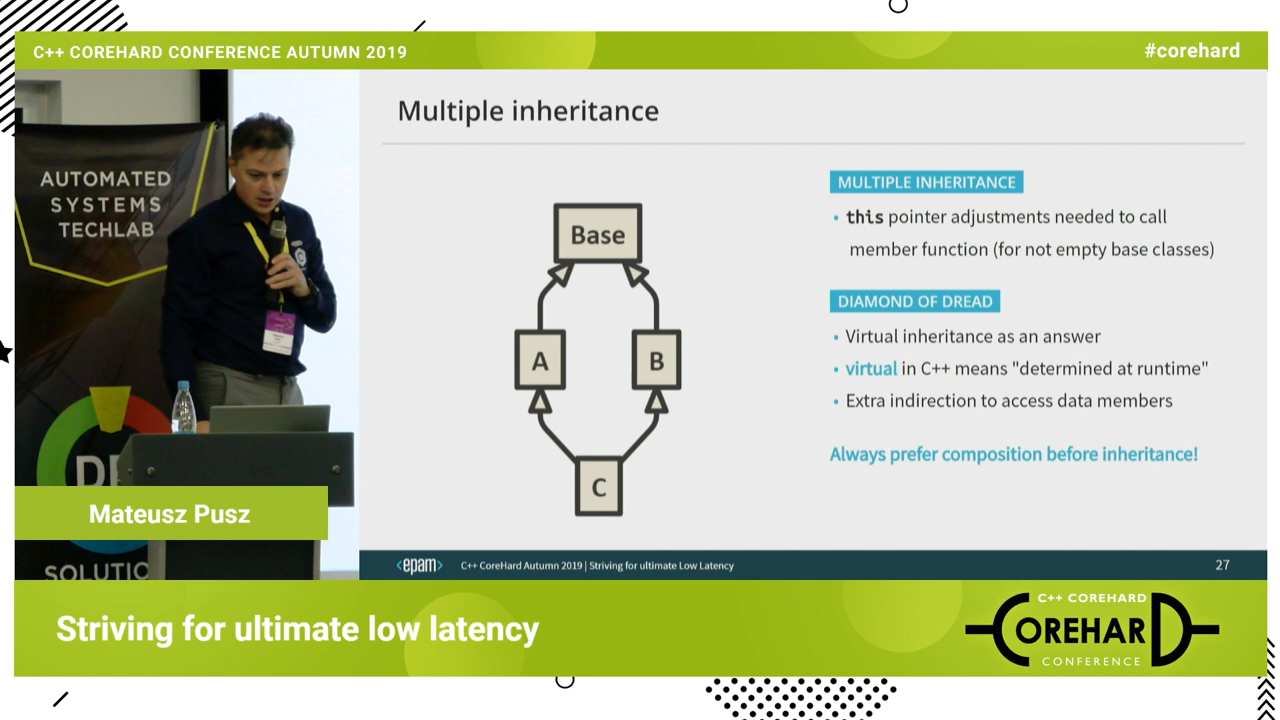 C++ COREHARD CONFERENCE AUTUMN 2019
#corehard
AUTOMATED
SYSTEMS
TECHLAB
Mateusz Pusz
SOLUTIO
Multiple inheritance
Base
A
B
C
MULTIPLE INHERITANCE
• this pointer adjustments needed to call
member function (for not empty base classes)
DIAMOND OF DREAD
• Virtual inheritance as an answer
• virtual in C++ means "determined at runtime"
• Extra indirection to access data members
Always prefer composition before inheritance!
<epam>
C++ CoreHard Autumn 2019 | Striving for ultimate Low Latency
27
Striving for ultimate low latency
C++ COREHARD
COREHARD
CONFERENCE